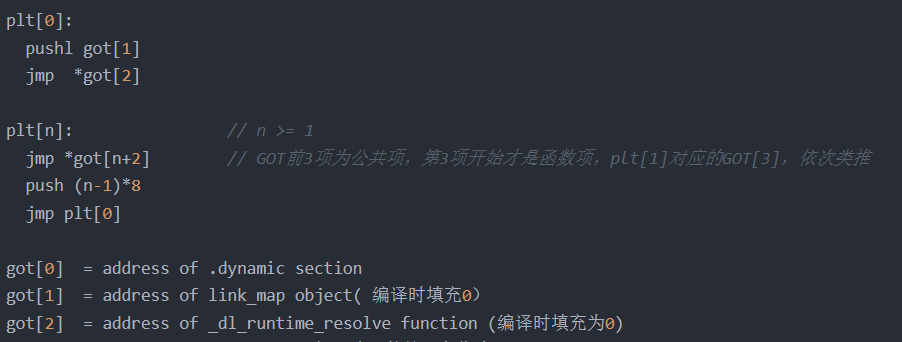 plt[0]:
pushl got[1]
jmp *got[2]
plt[n]: // n >= 1
jmp *got[n+2] // GOT前3项为公共项，第3项开始才是函数项，plt[1]对应的GOT[3]，依次类推
push (n-1)*8
jmp plt[0]
got[0] = address of .dynamic section
got[1] = address of link_map object( 编译时填充0）
got[2] = address of _dl_runtime_resolve function (编译时填充为0)